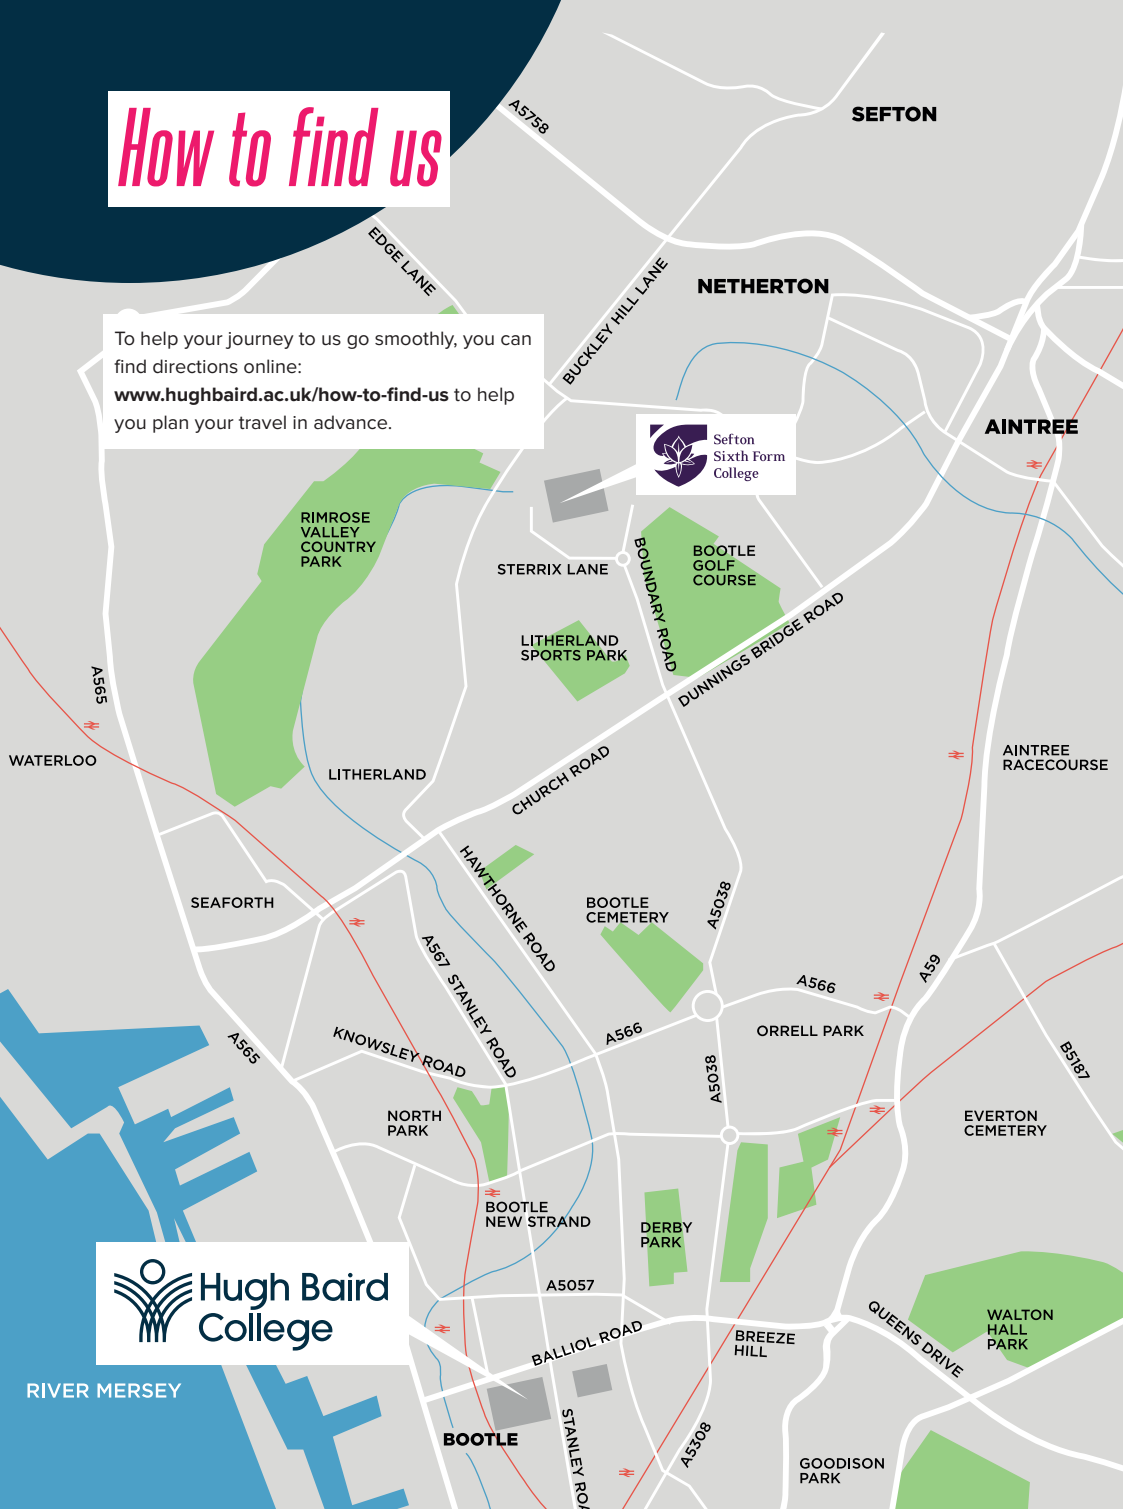 How to find us
A5758
SEFTON
EDGE LANE
BUCKLEY HILL LANE
NETHERTON
To help your journey to us go smoothly, you can
find directions online:
www.hughbaird.ac.uk/how-to-find-us to help
you plan your travel in advance.
AINTREE
Sefton
Sixth Form
College
RIMROSE
VALLEY
COUNTRY
PARK
STERRIX LANE
BOUNDARY ROAD
BOOTLE
GOLF
COURSE
LITHERLAND
SPORTS PARK
DUNNINGS BRIDGE ROAD
A565
WATERLOO
LITHERLAND
CHURCH ROAD
AINTREE
RACECOURSE
HAWTHORNE ROAD
SEAFORTH
BOOTLE
CEMETERY
A5038
A567 STANLEY ROAD
A59
A566
A565
KNOWSLEY ROAD
A566
ORRELL PARK
A5038
B5187
NORTH
PARK
EVERTON
CEMETERY
BOOTLE
NEW STRAND
DERBY
PARK
Hugh Baird
College
A5057
BALLIOL ROAD
BREEZE
HILL
QUEENS DRIVE
WALTON
HALL
PARK
RIVER MERSEY
BOOTLE
STANLEY ROA
A5308
GOODISON
PARK